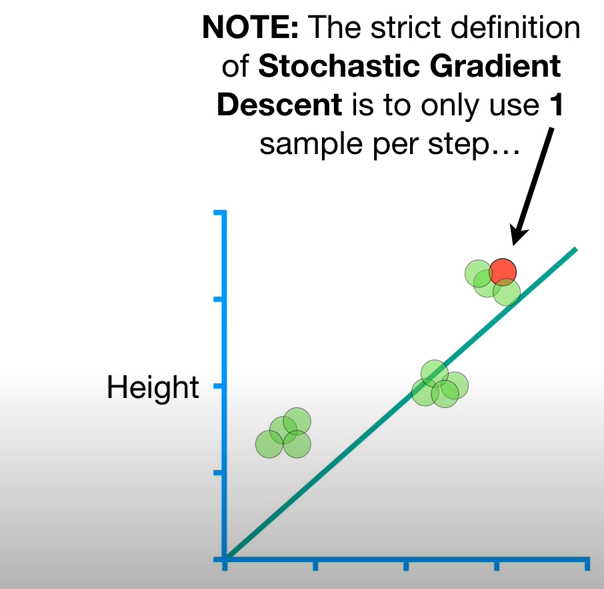 NOTE: The strict definition
of Stochastic Gradient
Descent is to only use 1
sample per step…
Height